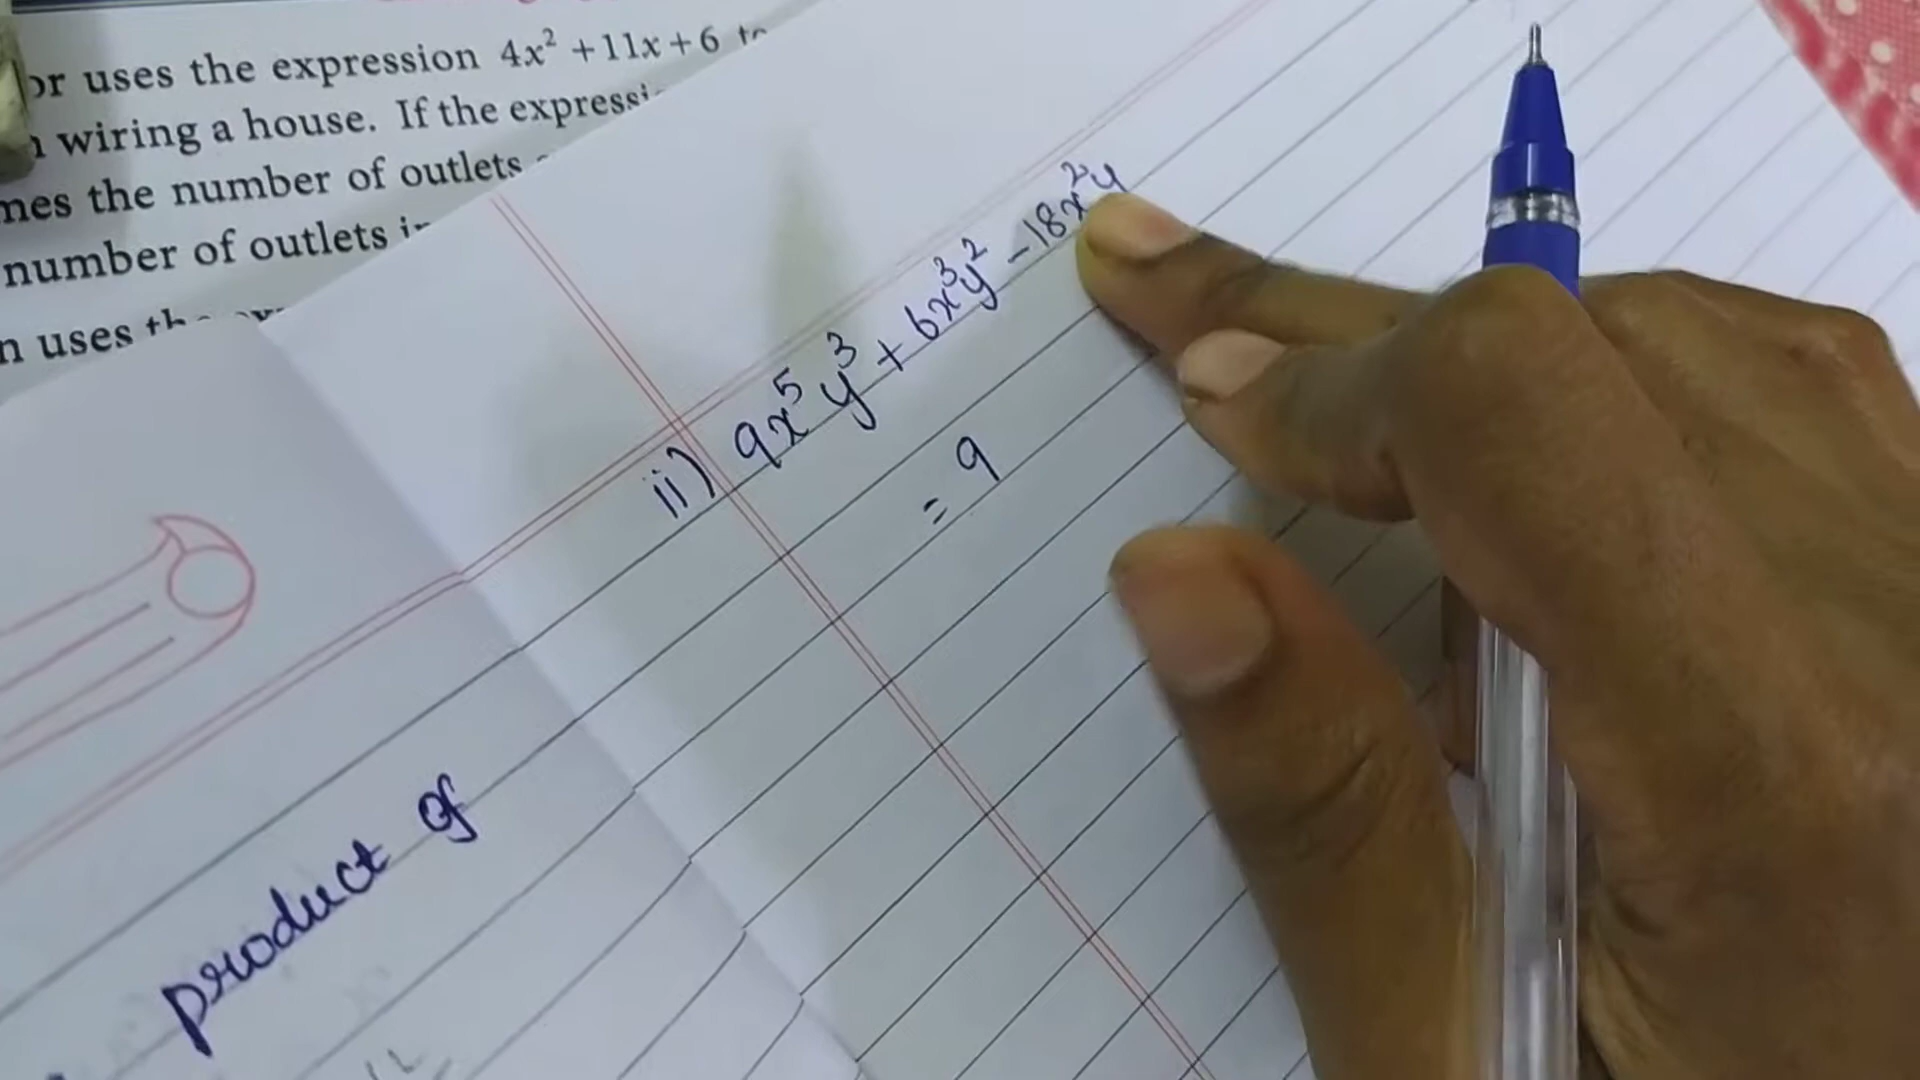 or uses the expression 4x² + 11x + 6
wiring a house. If the
mes the number of outlets
number of outlets
n uses
ii) 9x⁵y³ + 6x³y² - 18x²y
= 9
product of